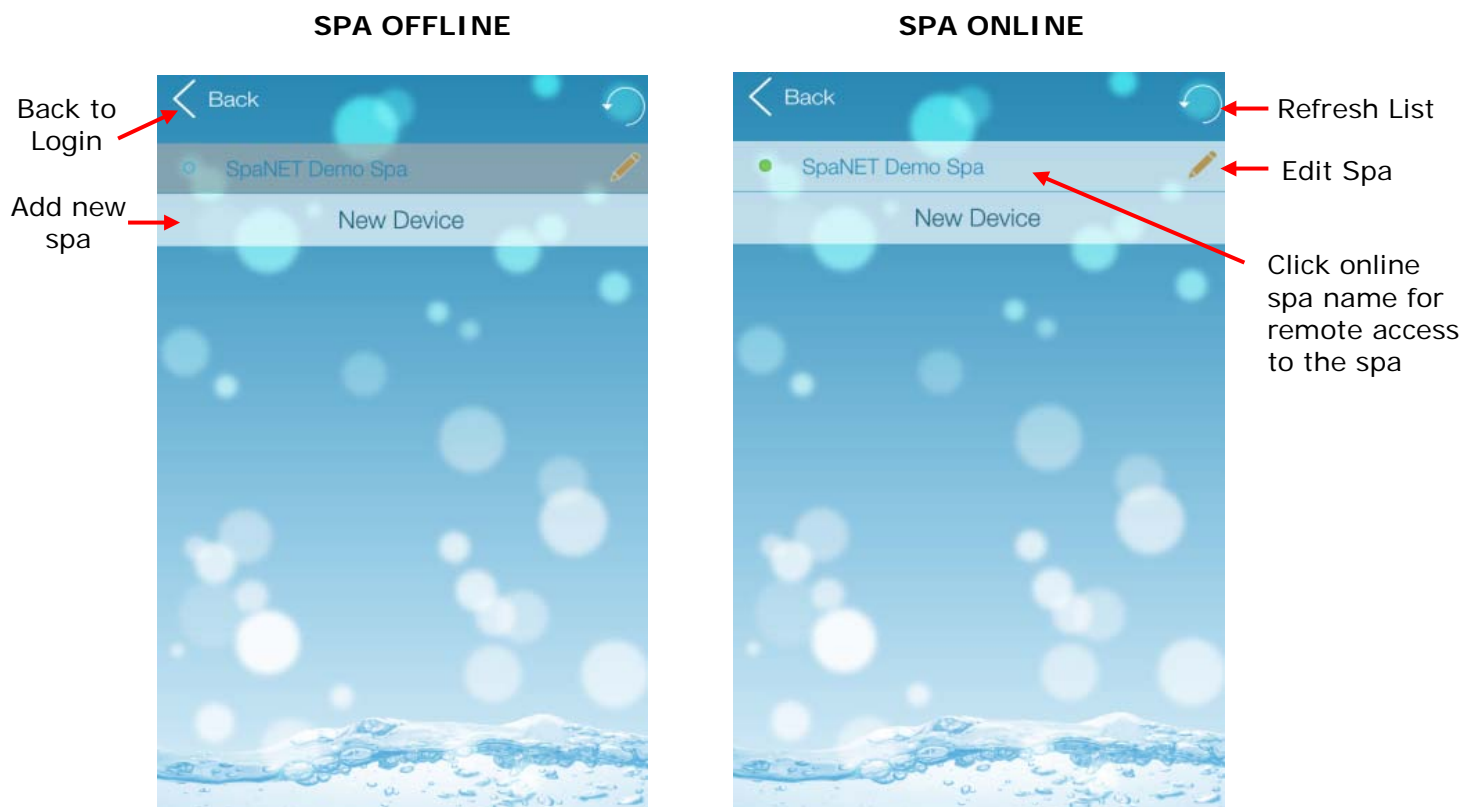 SPA OFFLINE
SPA ONLINE
Back to
Login
Add new
spa
Back
SpaNET Demo Spa
New Device
Back
SpaNET Demo Spa
New Device
Refresh List
Edit Spa
Click online
spa name for
remote access
to the spa